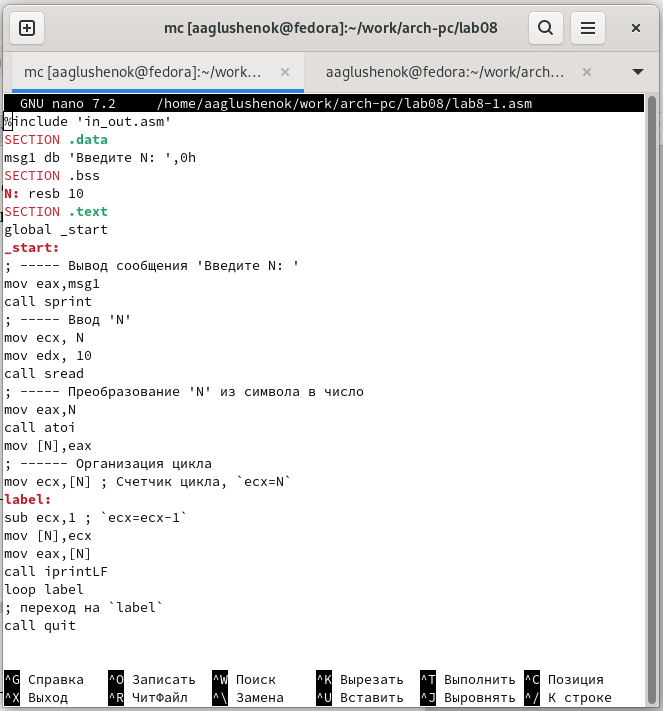 mc [aaglushenok@fedora]:~/work/arch-pc/lab08
mc [aaglushenok@fedora]:~/work… aaglushenok@fedora:~/work/arch…
GNU nano 7.2 /home/aaglushenok/work/arch-pc/lab08/lab8-1.asm
%include 'in_out.asm'
SECTION .data
msg1 db 'Введите N: ',0h
SECTION .bss
N: resb 10
SECTION .text
global _start
_start:
; ----- Вывод сообщения 'Введите N: '
mov eax,msg1
call sprint
; ----- Ввод 'N'
mov ecx, N
mov edx, 10
call sread
; ----- Преобразование 'N' из символа в число
mov eax,N
call atoi
mov [N],eax
; ------ Организация цикла
mov ecx,[N] ; Счетчик цикла, `ecx=N`
label:
sub ecx,1 ; `ecx=ecx-1`
mov [N],ecx
mov eax,[N]
call iprintLF
loop label
; переход на `label`
call quit
^G Справка ^O Записать ^W Поиск ^K Вырезать ^T Выполнить ^C Позиция
^X Выход ^R ЧитФайл ^\ Замена ^U Вставить ^J Выровнять ^/ К строке